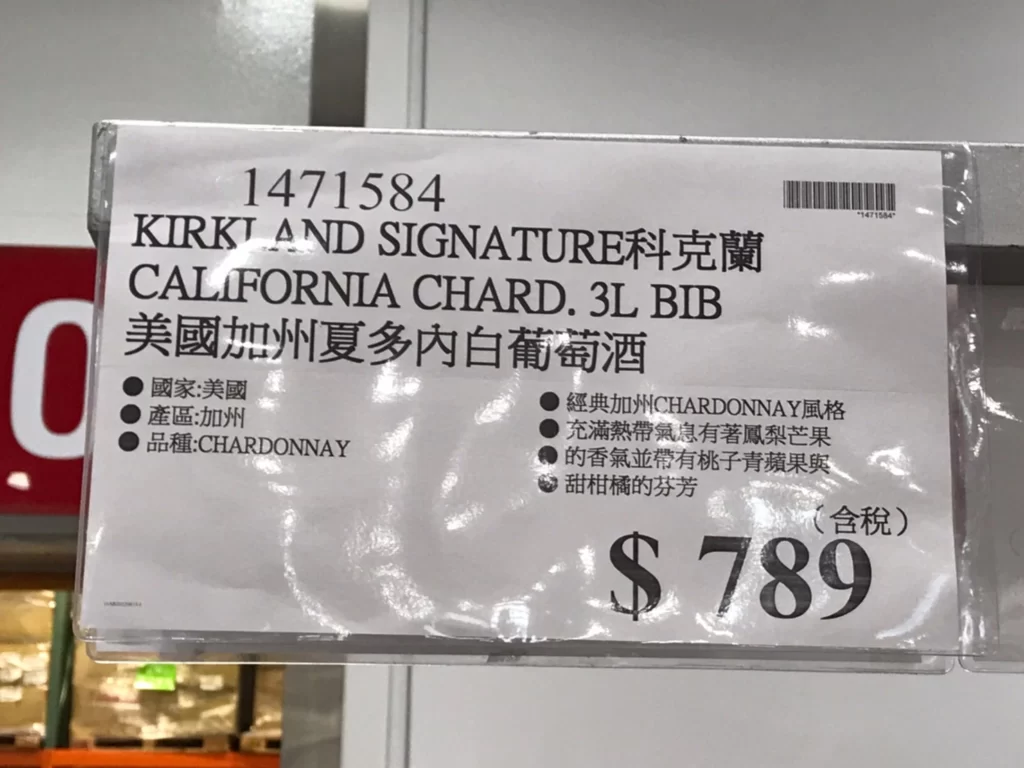 1471584
*1471584*
KIRKLAND SIGNATURE科克蘭
CALIFORNIA CHARD. 3L BIB
美國加州夏多內白葡萄酒
● 國家:美國
● 產區:加州
● 品種:CHARDONNAY
● 經典加州CHARDONNAY風格
● 充滿熱帶氣息有著鳳梨芒果
● 的香氣並帶有桃子青蘋果與
● 甜柑橘的芬芳
（含稅）
$ 789
0